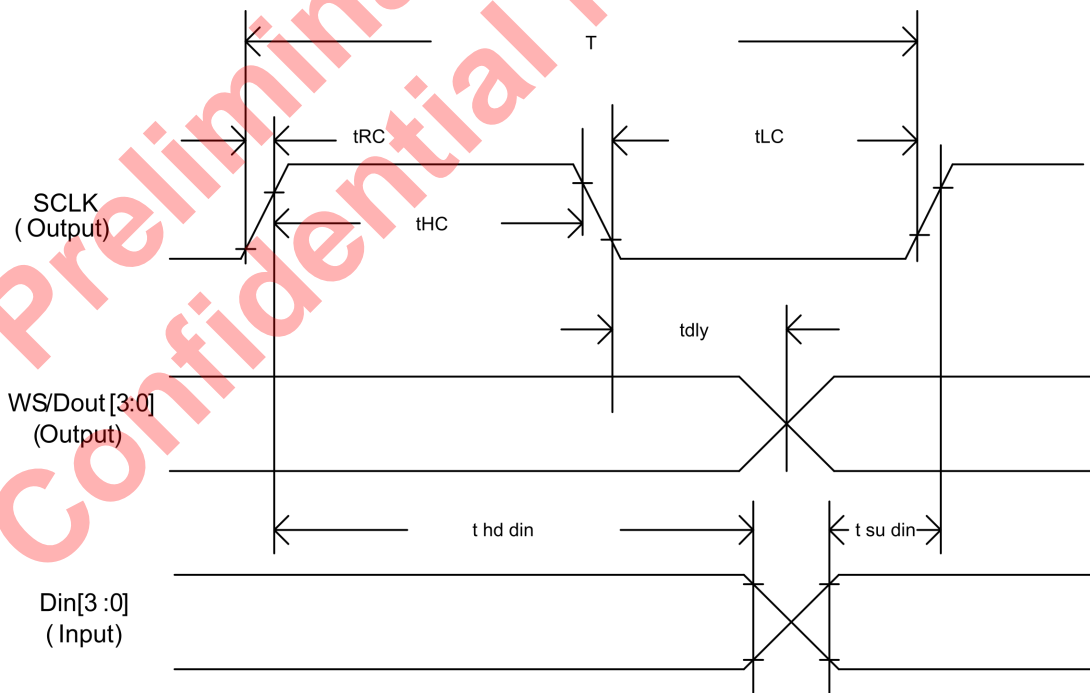 T
tRC
tLC
SCLK
( Output)
tHC
tdly
WS/Dout [3:0]
(Output)
t hd din
t su din
Din[3 :0]
( Input)
Confidential